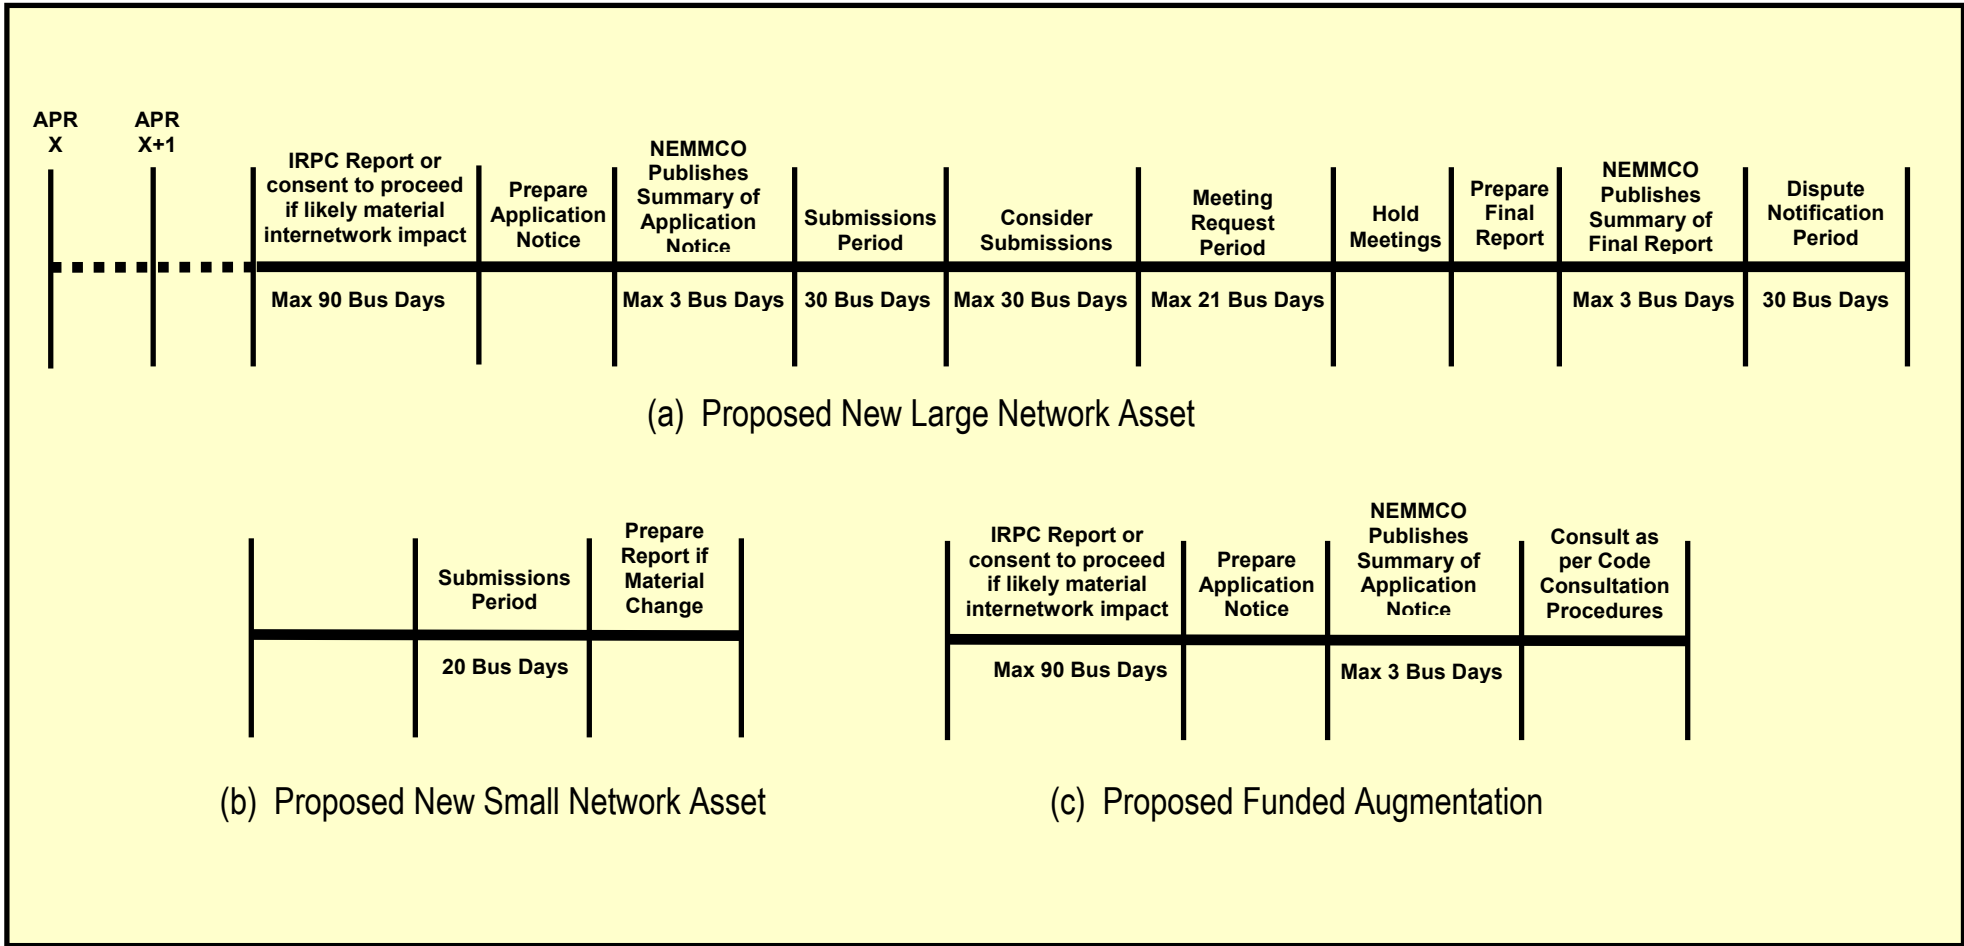 APR
X
APR
X+1
IRPC Report or
consent to proceed
if likely material
internetwork impact
Prepare
Application
Notice
NEMMCO
Publishes
Summary of
Application
Notice
Submissions
Period
Consider
Submissions
Meeting
Request
Period
Hold
Meetings
Prepare
Final
Report
NEMMCO
Publishes
Summary of
Final Report
Dispute
Notification
Period
Max 90 Bus Days
Max 3 Bus Days
30 Bus Days
Max 30 Bus Days
Max 21 Bus Days
Max 3 Bus Days
30 Bus Days
(a) Proposed New Large Network Asset
Submissions
Period
Prepare
Report if
Material
Change
20 Bus Days
(b) Proposed New Small Network Asset
IRPC Report or
consent to proceed
if likely material
internetwork impact
Prepare
Application
Notice
NEMMCO
Publishes
Summary of
Application
Notice
Consult as
per Code
Consultation
Procedures
Max 90 Bus Days
Max 3 Bus Days
(c) Proposed Funded Augmentation